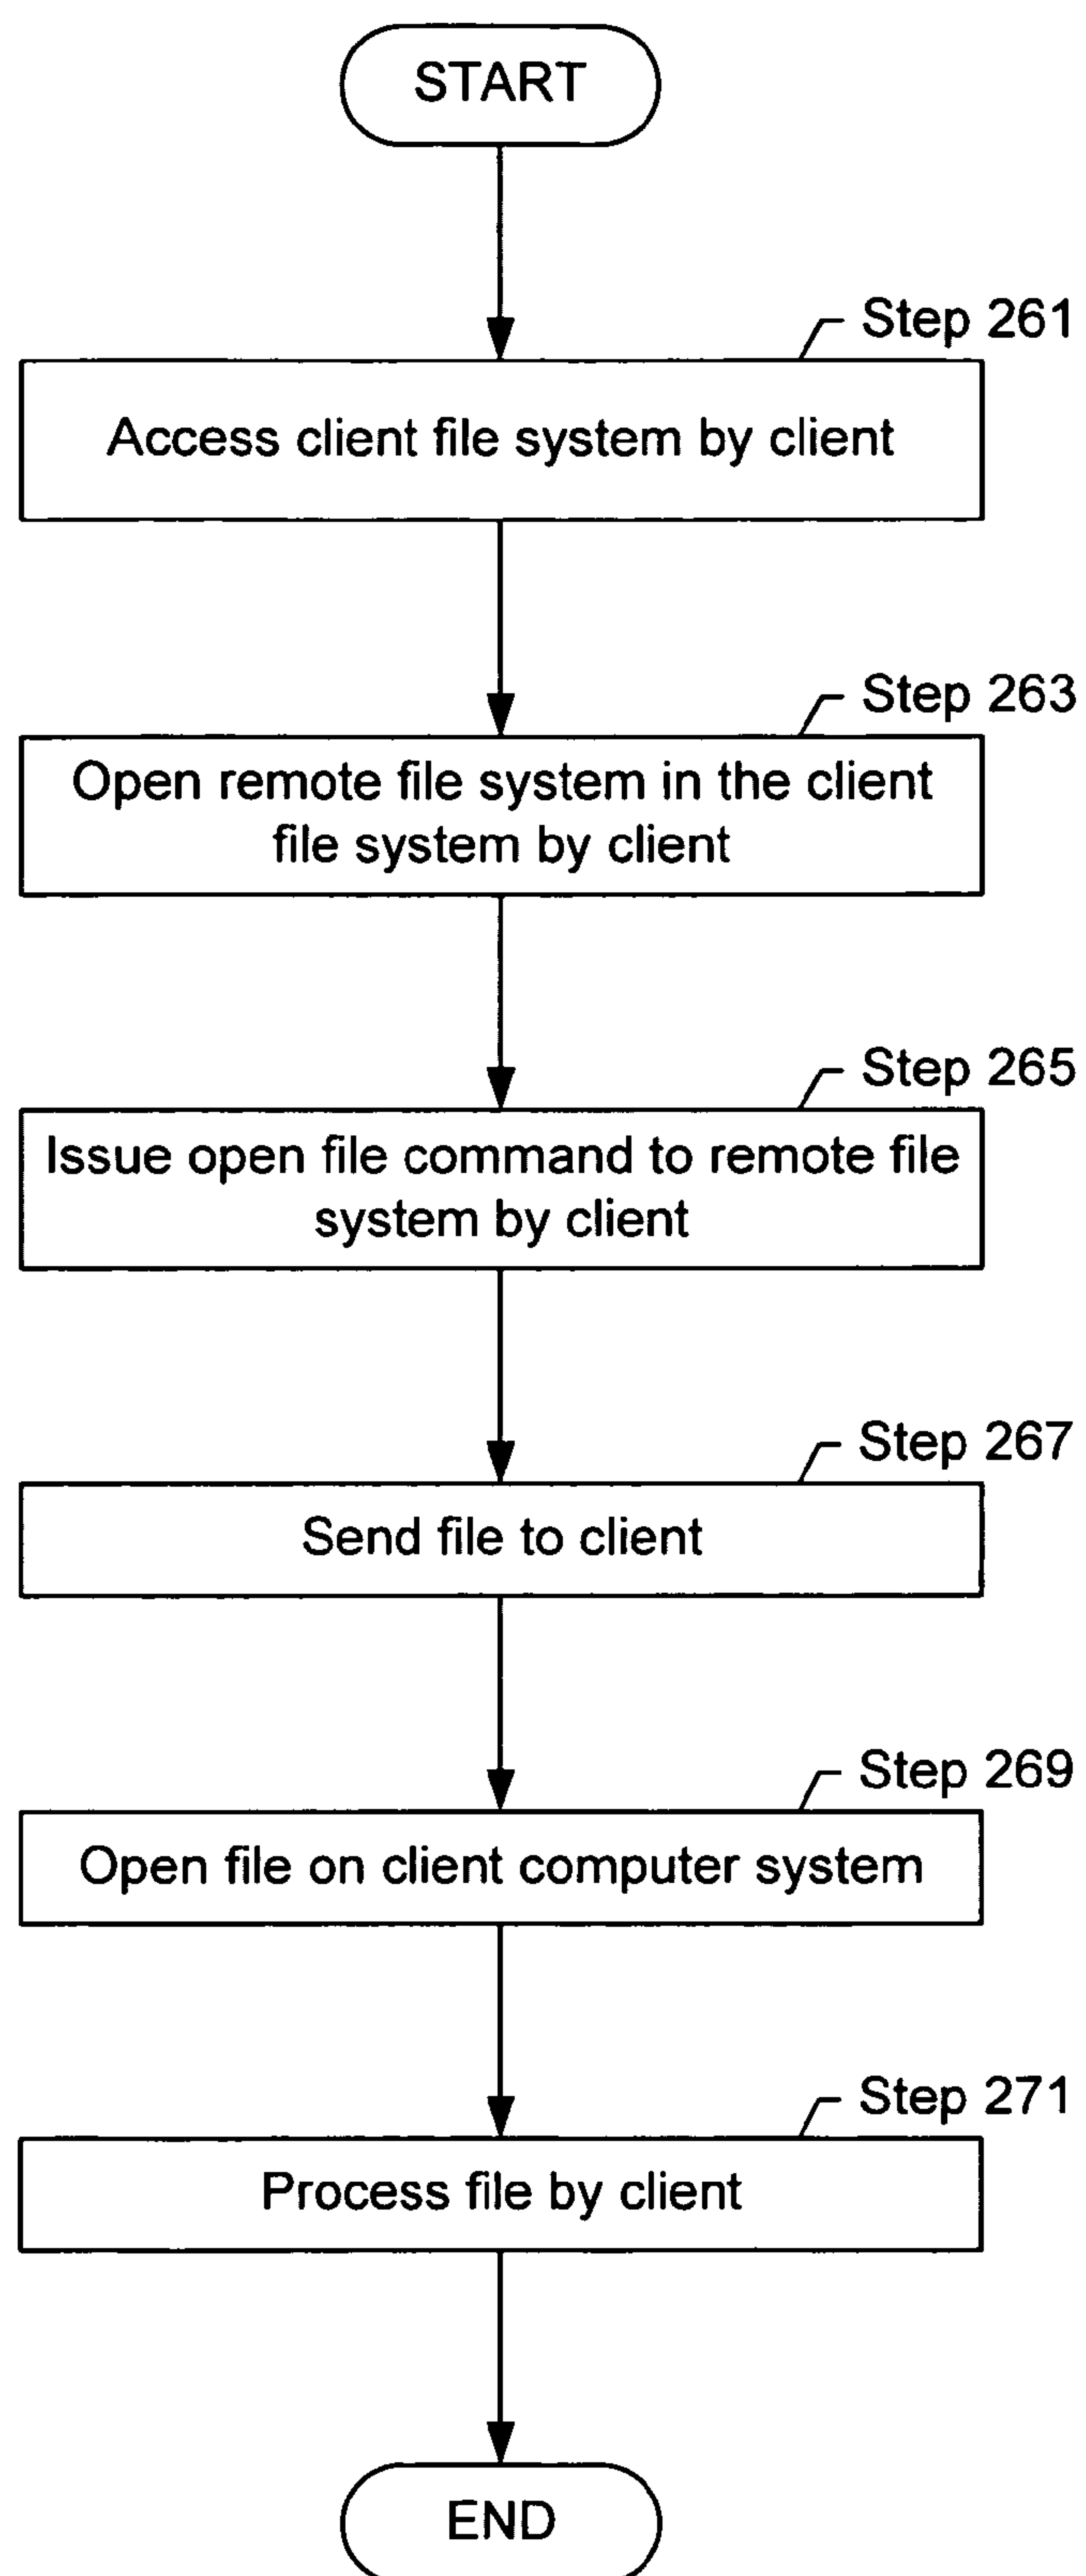 START
Step 261
Access client file system by client
Step 263
Open remote file system in the client
file system by client
Step 265
Issue open file command to remote file
system by client
Step 267
Send file to client
Step 269
Open file on client computer system
Step 271
Process file by client
END